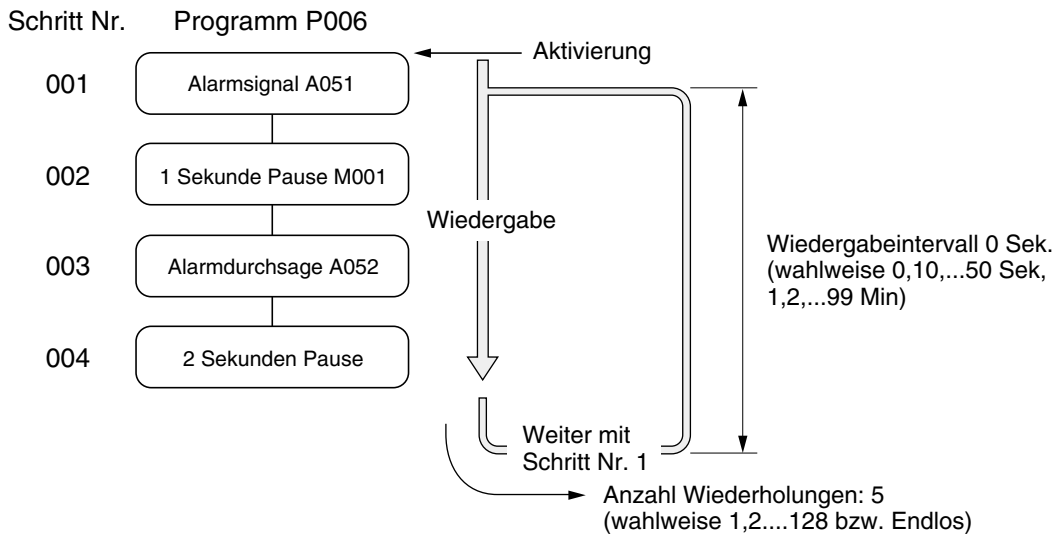 Schritt Nr. Programm P006
Aktivierung
001 Alarmsignal A051
002 1 Sekunde Pause M001
Wiedergabe
003 Alarmdurchsage A052
004 2 Sekunden Pause
Wiedergabeintervall 0 Sek.
(wahlweise 0,10,...50 Sek,
1,2,...99 Min)
Weiter mit
Schritt Nr. 1
Anzahl Wiederholungen: 5
(wahlweise 1,2....128 bzw. Endlos)